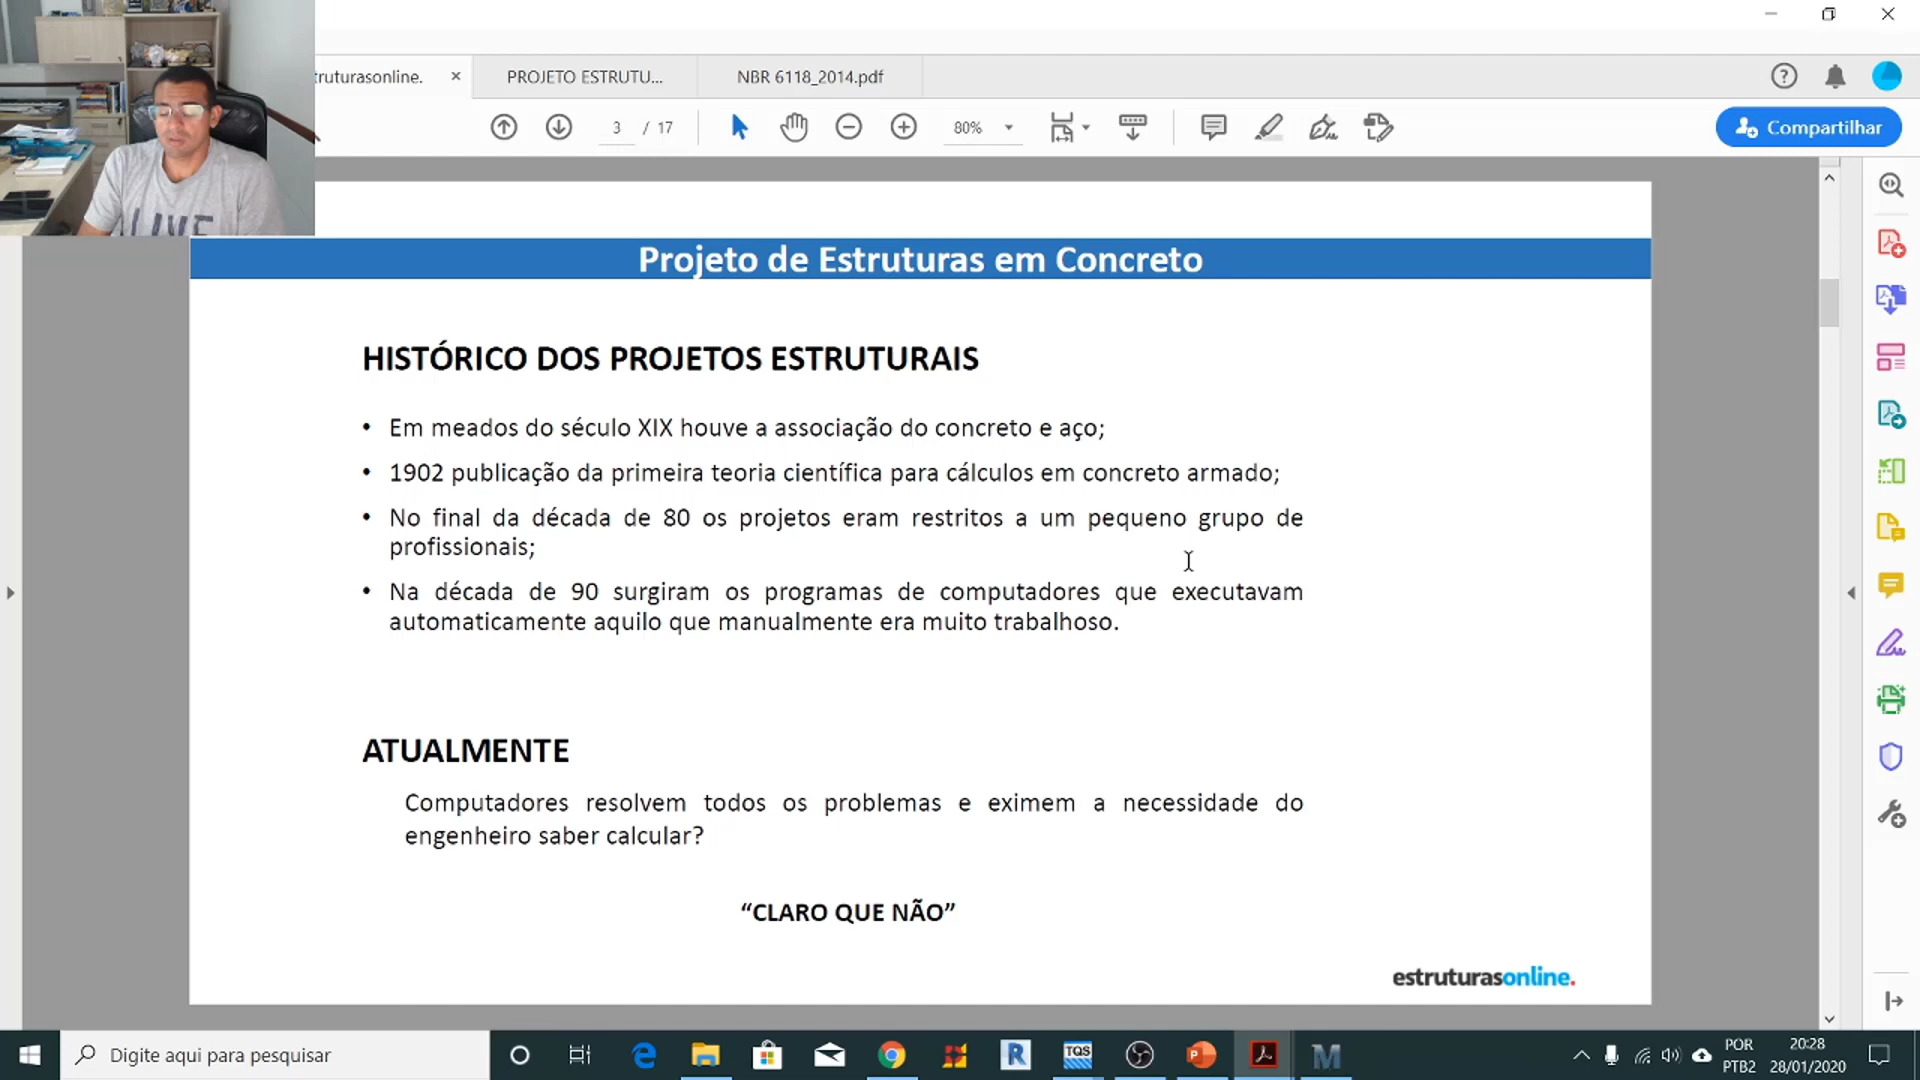 truturasonline.
PROJETO ESTRUTU...
NBR 6118_2014.pdf
3 / 17
80%
Compartilhar
LIVE
Projeto de Estruturas em Concreto
HISTÓRICO DOS PROJETOS ESTRUTURAIS
• Em meados do século XIX houve a associação do concreto e aço;
• 1902 publicação da primeira teoria científica para cálculos em concreto armado;
• No final da década de 80 os projetos eram restritos a um pequeno grupo de
profissionais;
• Na década de 90 surgiram os programas de computadores que executavam
automaticamente aquilo que manualmente era muito trabalhoso.
ATUALMENTE
Computadores resolvem todos os problemas e eximem a necessidade do
engenheiro saber calcular?
“CLARO QUE NÃO”
estruturasonline.
Digite aqui para pesquisar
R
TQS
M
POR
PTB2
20:28
28/01/2020